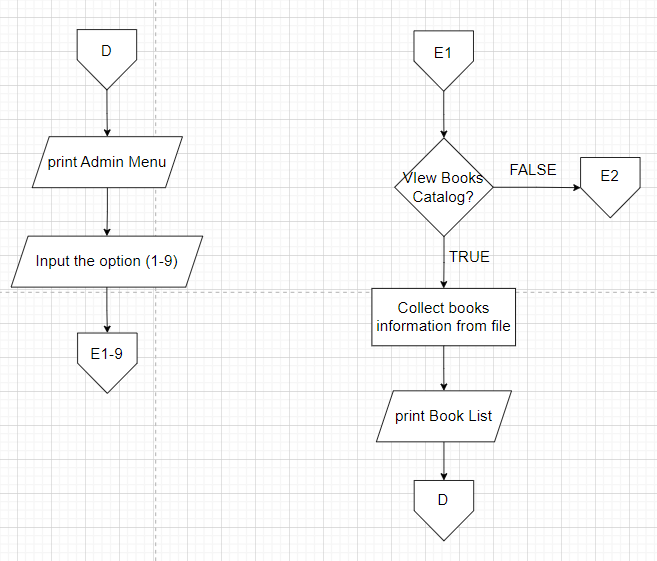 D
print Admin Menu
Input the option (1-9)
E1-9
E1
VIew Books
Catalog?
FALSE
E2
TRUE
Collect books
information from file
print Book List
D